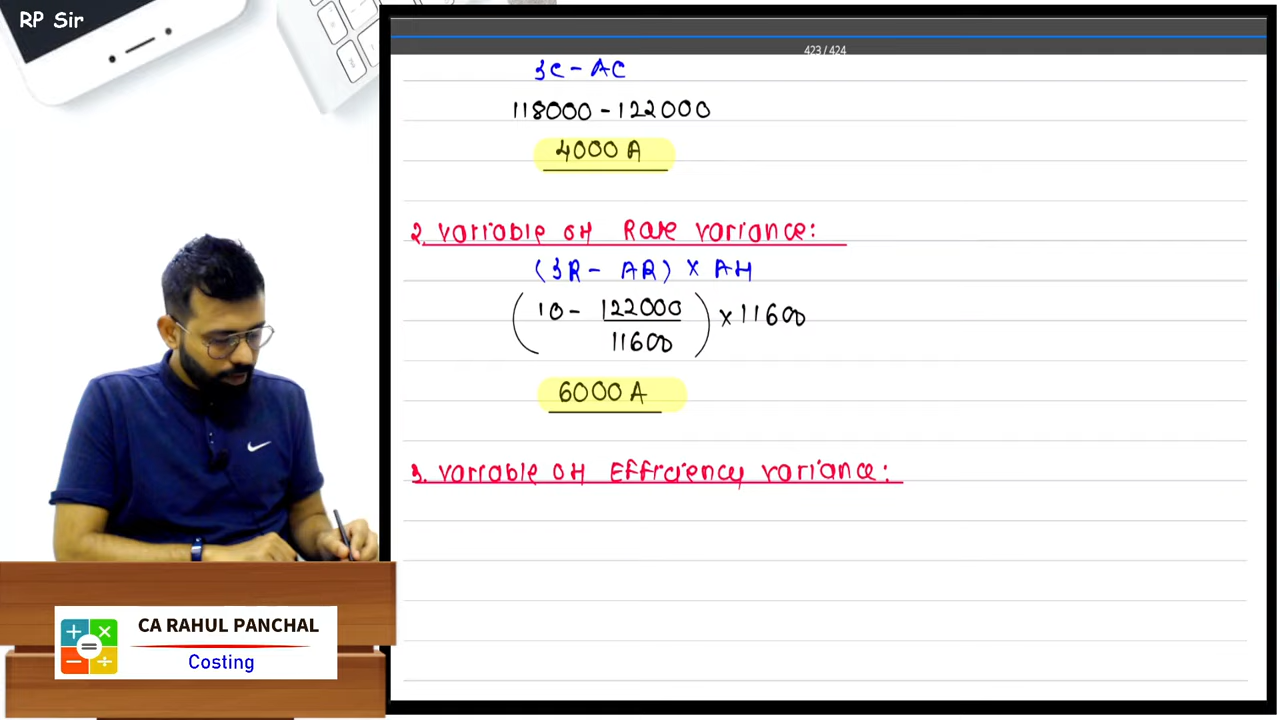 RP Sir
423 / 424
SC - AC
118000 - 122000
4000 A
2. Variable OH Rate variance:
(SR - AR) × AH
(10 - 122000 / 11600) × 11600
6000 A
3. Variable OH Efficiency variance:
CA RAHUL PANCHAL
Costing